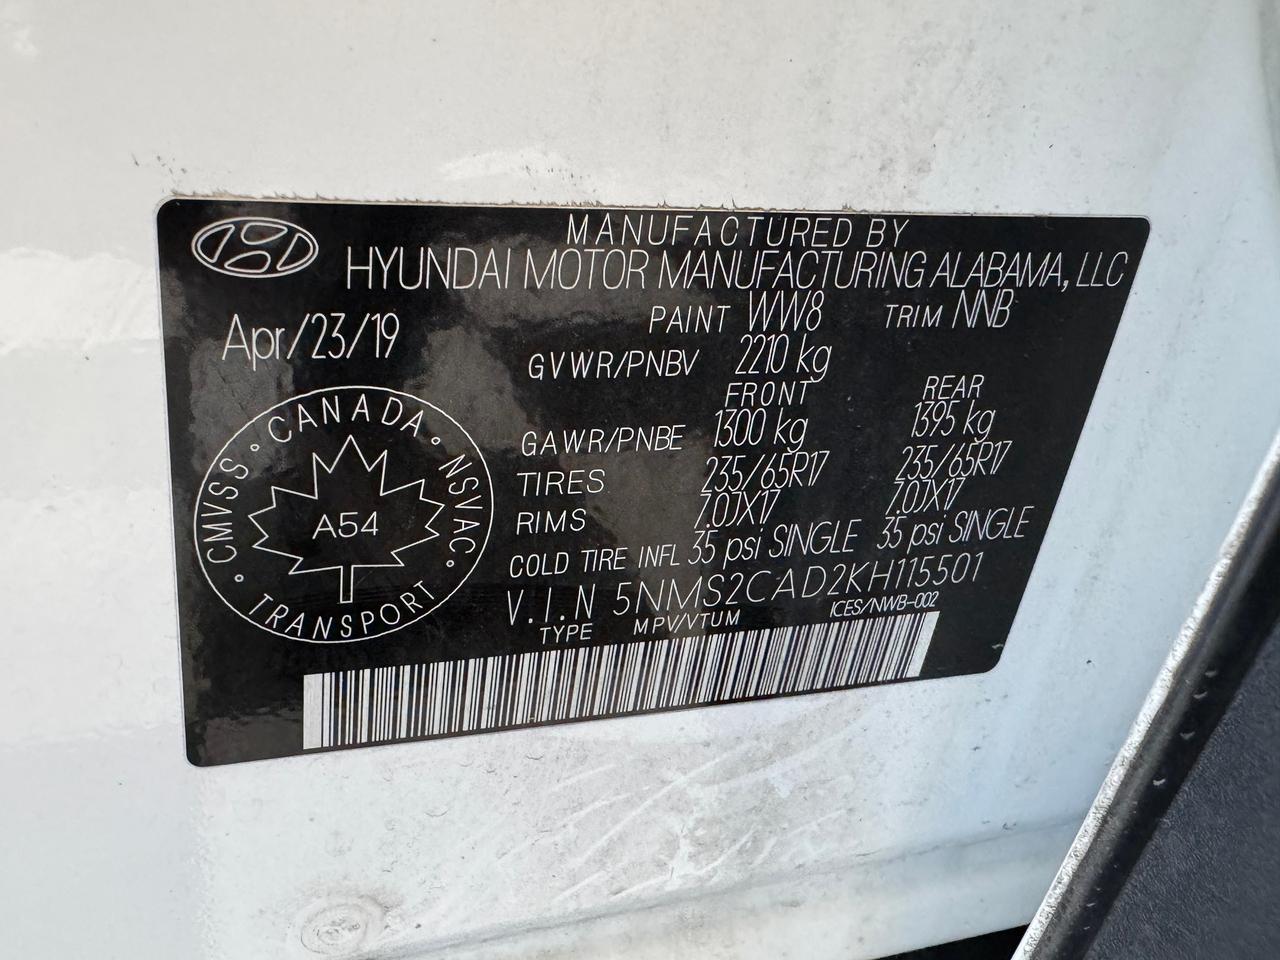 MANUFACTURED BY
HYUNDAI MOTOR MANUFACTURING ALABAMA, LLC
Apr/23/19
PAINT WW8 TRIM NNB
GVWR/PNBV 2210 kg
FRONT REAR
GAWR/PNBE 1300 kg 1395 kg
TIRES 235/65R17 235/65R17
RIMS 7.0JX17 7.0JX17
COLD TIRE INFL 35 psi SINGLE 35 psi SINGLE
V.I.N 5NMS2CAD2KH115501
TYPE MPV/VTUM ICES/NWB-002
CANADA · NSVAC · TRANSPORT · CMVSS ·
A54